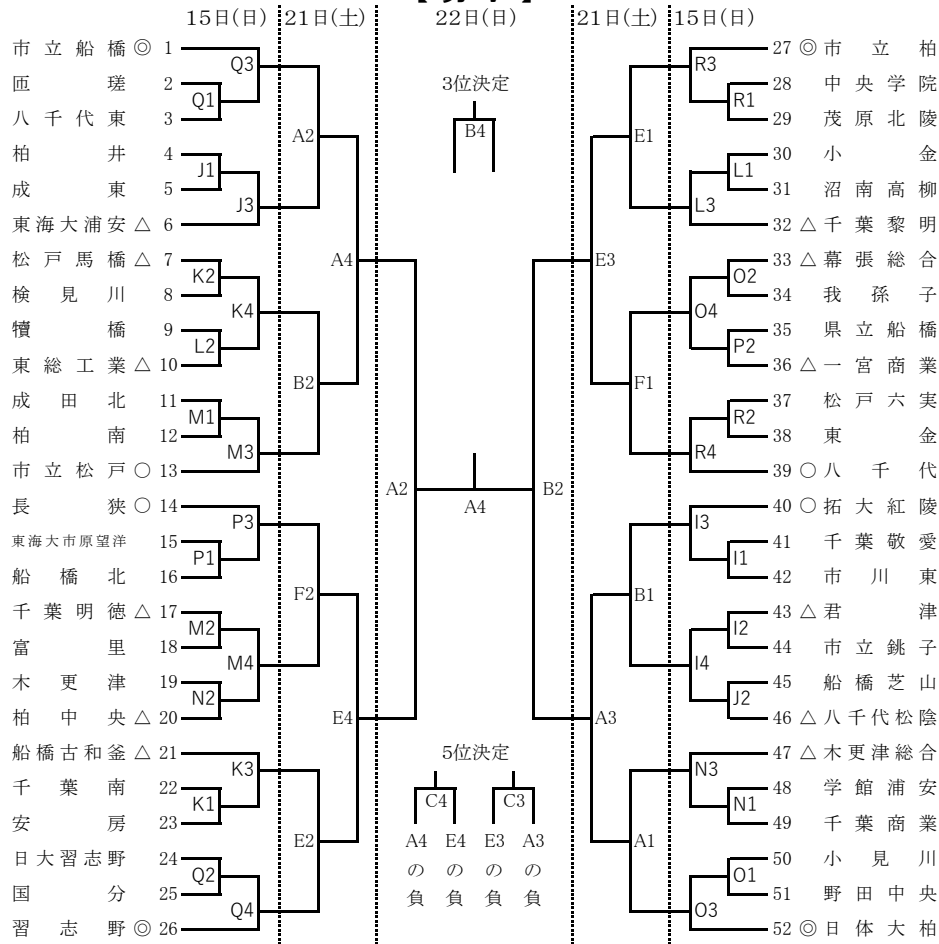 15日(日) 21日(土) 22日(日) 21日(土) 15日(日)
市立船橋 ◎ 1
匝瑳 2
八千代東 3
柏井 4
成東 5
東海大浦安 △ 6
松戸馬橋 △ 7
検見川 8
犢橋 9
東総工業 △ 10
成田北 11
柏南 12
市立松戸 ○ 13
長狭 ○ 14
東海大市原望洋 15
船橋北 16
千葉明徳 △ 17
富里 18
木更津 19
柏中央 △ 20
船橋古和釜 △ 21
千葉南 22
安房 23
日大習志野 24
国分 25
習志野 ◎ 26
Q3
Q1
J1
J3
K2
K4
L2
M1
M3
P3
P1
M2
M4
N2
K3
K1
Q2
Q4
A2
B2
F2
E2
A4
E4
A2
3位決定
B4
A4
5位決定
C4 C3
A4の負
E4の負
E3の負
A3の負
B2
E3
A3
E1
F1
B1
A1
R3
R1
L1
L3
O2
O4
P2
R2
R4
I3
I1
I2
I4
J2
N3
N1
O1
O3
27 ◎ 市立柏
28 中央学院
29 茂原北陵
30 小金
31 沼南高柳
32 △ 千葉黎明
33 △ 幕張総合
34 我孫子
35 県立船橋
36 △ 一宮商業
37 松戸六実
38 東金
39 ○ 八千代
40 ○ 拓大紅陵
41 千葉敬愛
42 市川東
43 △ 君津
44 市立銚子
45 船橋芝山
46 △ 八千代松陰
47 △ 木更津総合
48 学館浦安
49 千葉商業
50 小見川
51 野田中央
52 ◎ 日体大柏